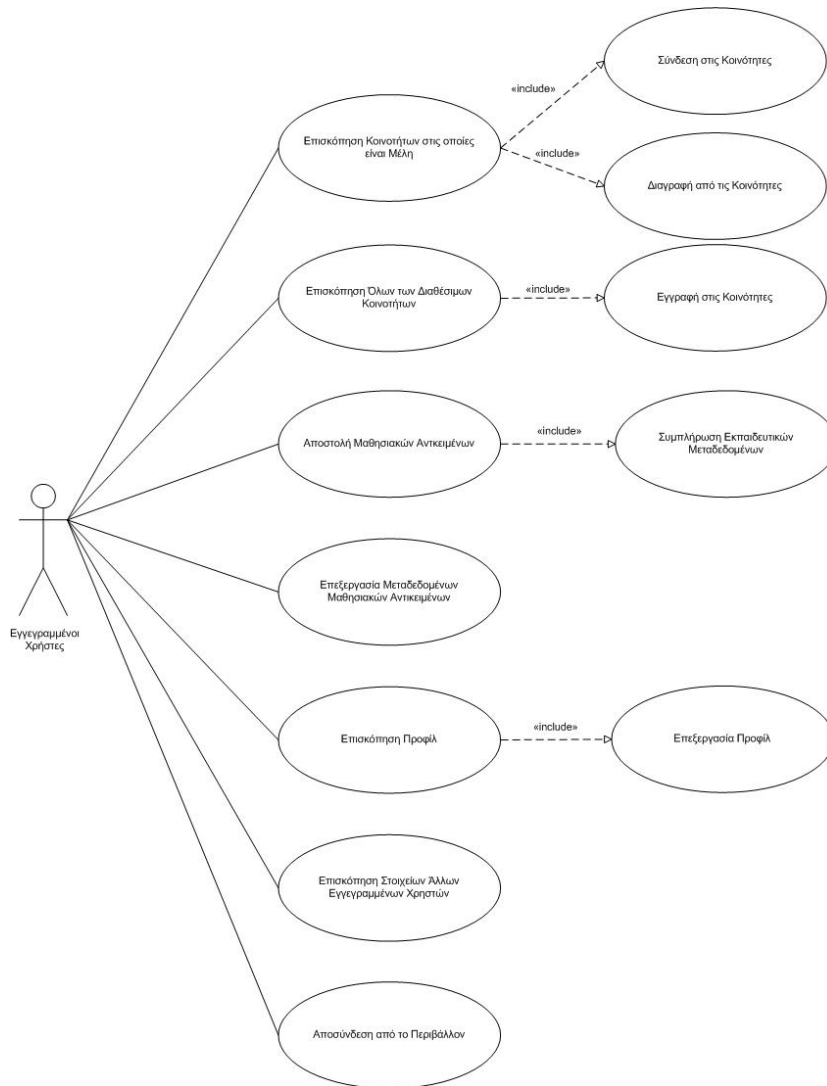 Σύνδεση στις Κοινότητες
«include»
Επισκόπηση Κοινοτήτων στις οποίες
είναι Μέλη
«include»
Διαγραφή από τις Κοινότητες
Επισκόπηση Όλων των Διαθέσιμων
Κοινοτήτων
«include»
Εγγραφή στις Κοινότητες
Αποστολή Μαθησιακών Αντκειμένων
«include»
Συμπλήρωση Εκπαιδευτικών
Μεταδεδομένων
Επεξεργασία Μεταδεδομένων
Μαθησιακών Αντικειμένων
Εγγεγραμμένοι
Χρήστες
Επισκόπηση Προφίλ
«include»
Επεξεργασία Προφίλ
Επισκόπηση Στοιχείων Άλλων
Εγγεγραμμένων Χρηστών
Αποσύνδεση από το Περιβάλλον